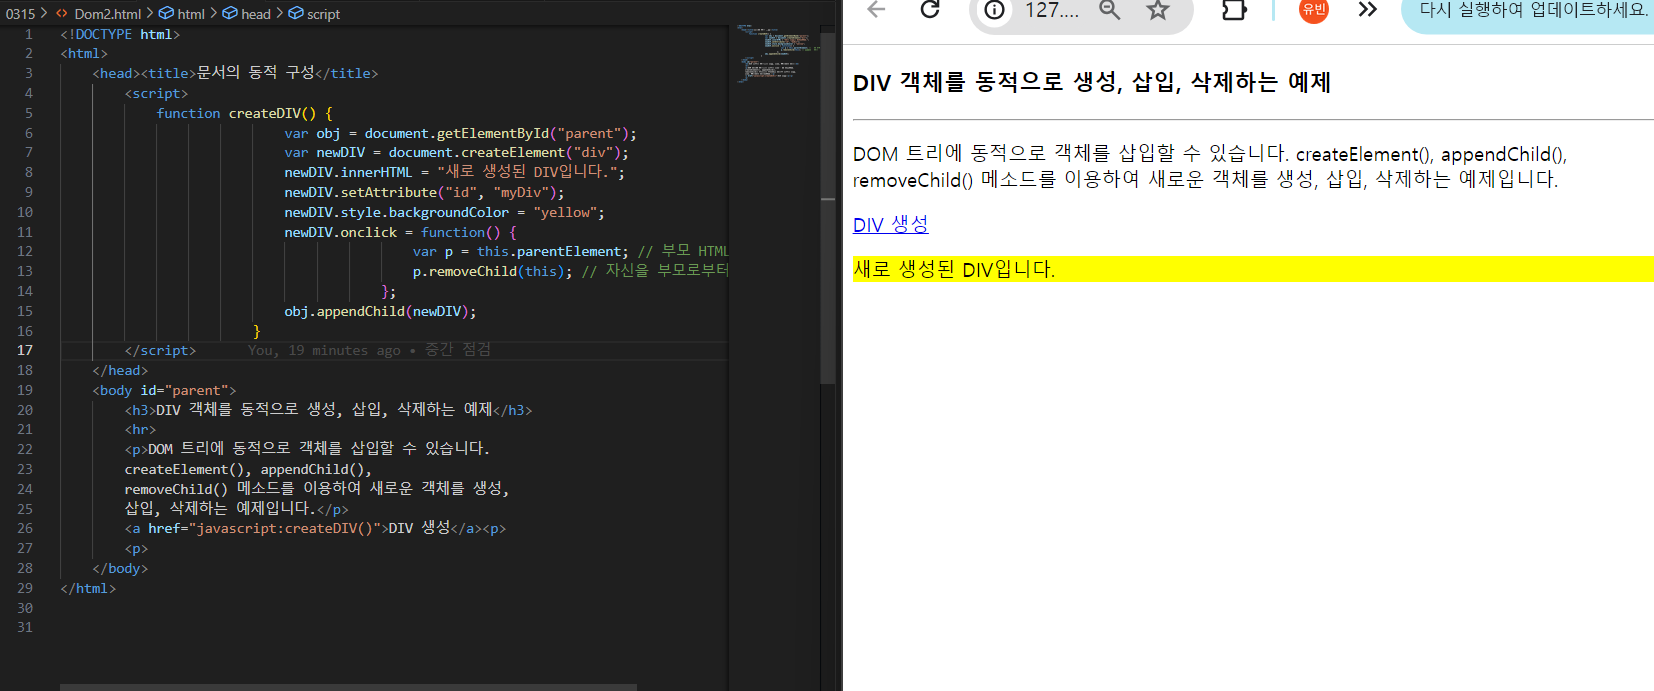 0315 > Dom2.html > html > head > script
1 <!DOCTYPE html>
2 <html>
3 <head><title>문서의 동적 구성</title>
4 <script>
5 function createDIV() {
6 var obj = document.getElementById("parent");
7 var newDIV = document.createElement("div");
8 newDIV.innerHTML = "새로 생성된 DIV입니다.";
9 newDIV.setAttribute("id", "myDiv");
10 newDIV.style.backgroundColor = "yellow";
11 newDIV.onclick = function() {
12 var p = this.parentElement; // 부모 HTML
13 p.removeChild(this); // 자신을 부모로부터
14 };
15 obj.appendChild(newDIV);
16 }
17 </script> You, 19 minutes ago • 중간 점검
18 </head>
19 <body id="parent">
20 <h3>DIV 객체를 동적으로 생성, 삽입, 삭제하는 예제</h3>
21 <hr>
22 <p>DOM 트리에 동적으로 객체를 삽입할 수 있습니다.
23 createElement(), appendChild(),
24 removeChild() 메소드를 이용하여 새로운 객체를 생성,
25 삽입, 삭제하는 예제입니다.</p>
26 <a href="javascript:createDIV()">DIV 생성</a><p>
27 <p>
28 </body>
29 </html>
30
31
127....
유빈
다시 실행하여 업데이트하세요.
DIV 객체를 동적으로 생성, 삽입, 삭제하는 예제
DOM 트리에 동적으로 객체를 삽입할 수 있습니다. createElement(), appendChild(),
removeChild() 메소드를 이용하여 새로운 객체를 생성, 삽입, 삭제하는 예제입니다.
DIV 생성
새로 생성된 DIV입니다.